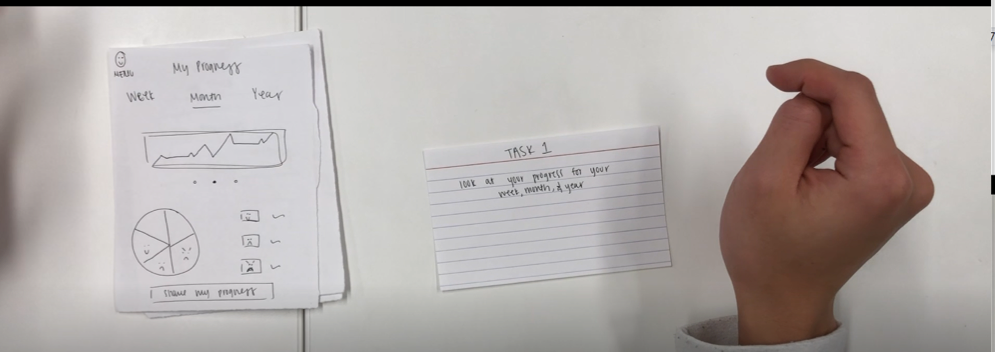 MENU
My Progress
Week Month Year
share my progress
TASK 1
look at your progress for your
week, month, & year
7